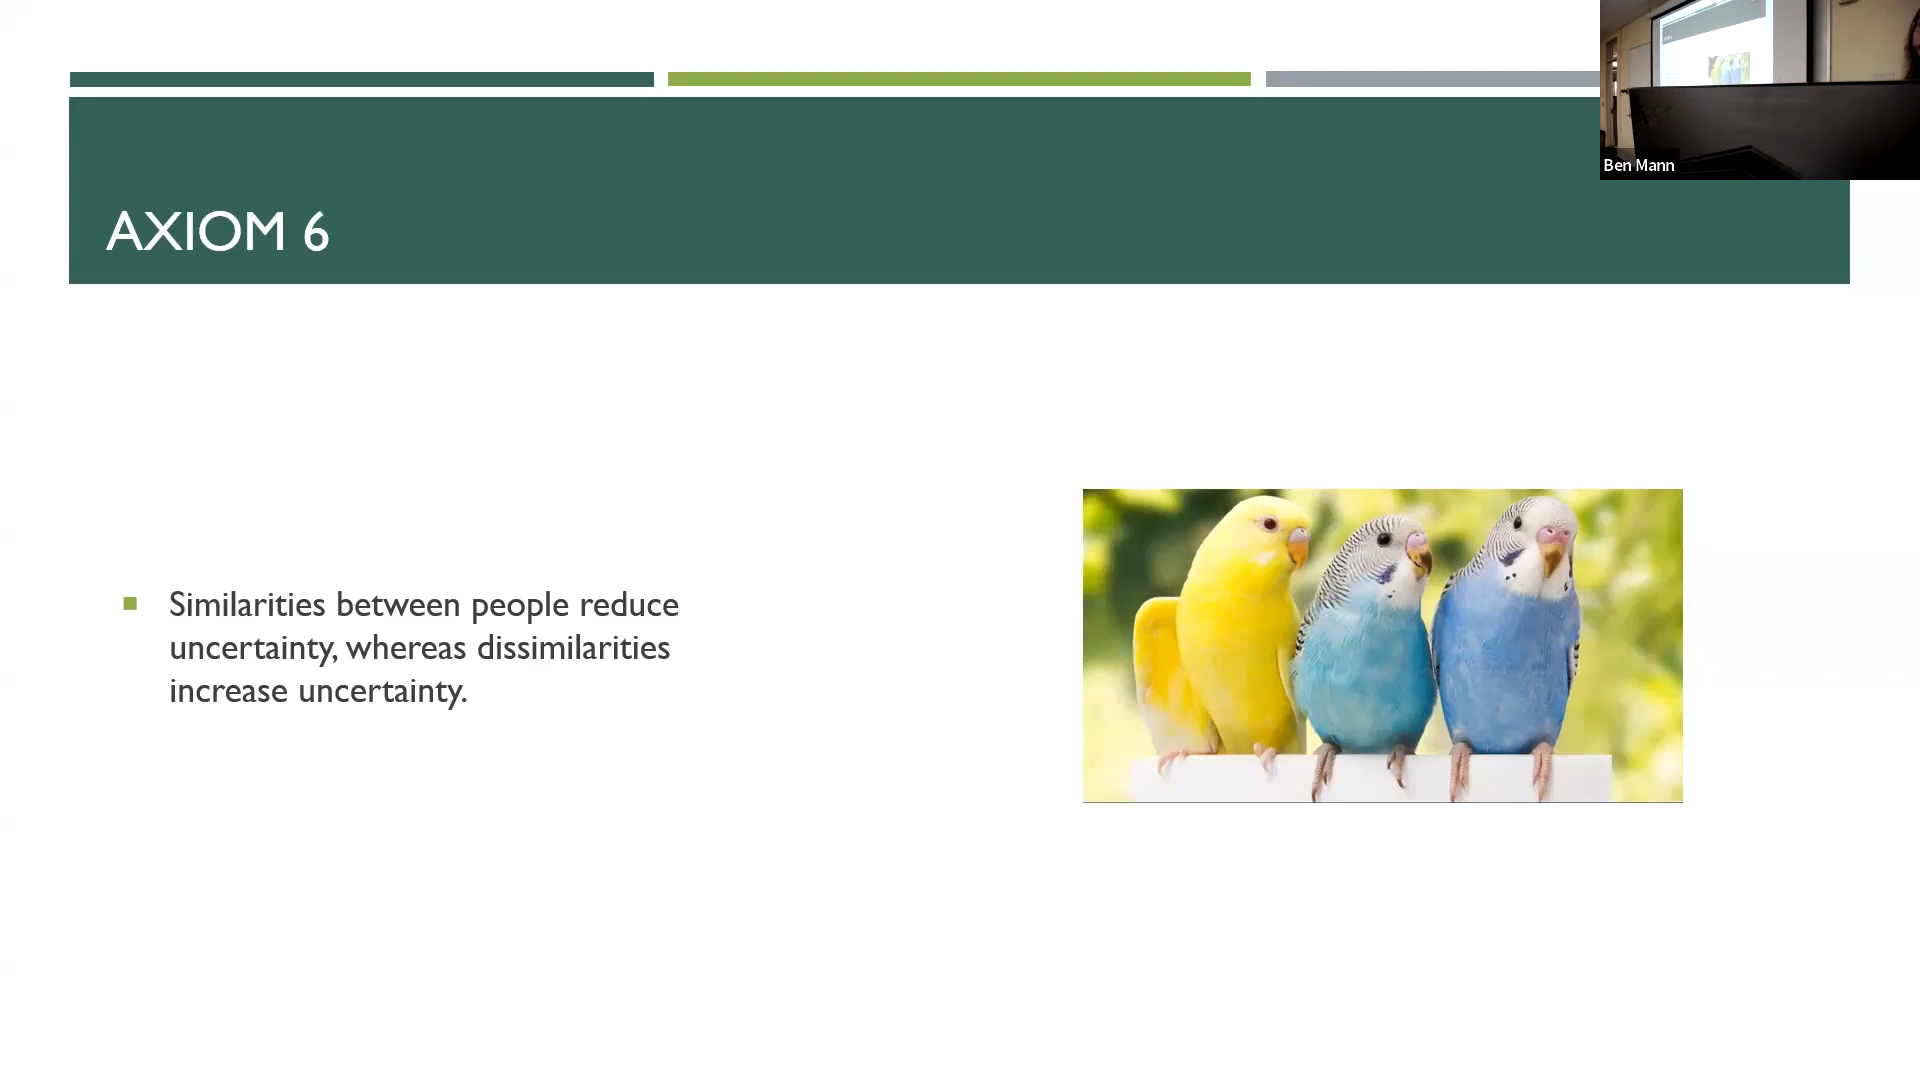 Ben Mann
AXIOM 6
Similarities between people reduce
uncertainty, whereas dissimilarities
increase uncertainty.